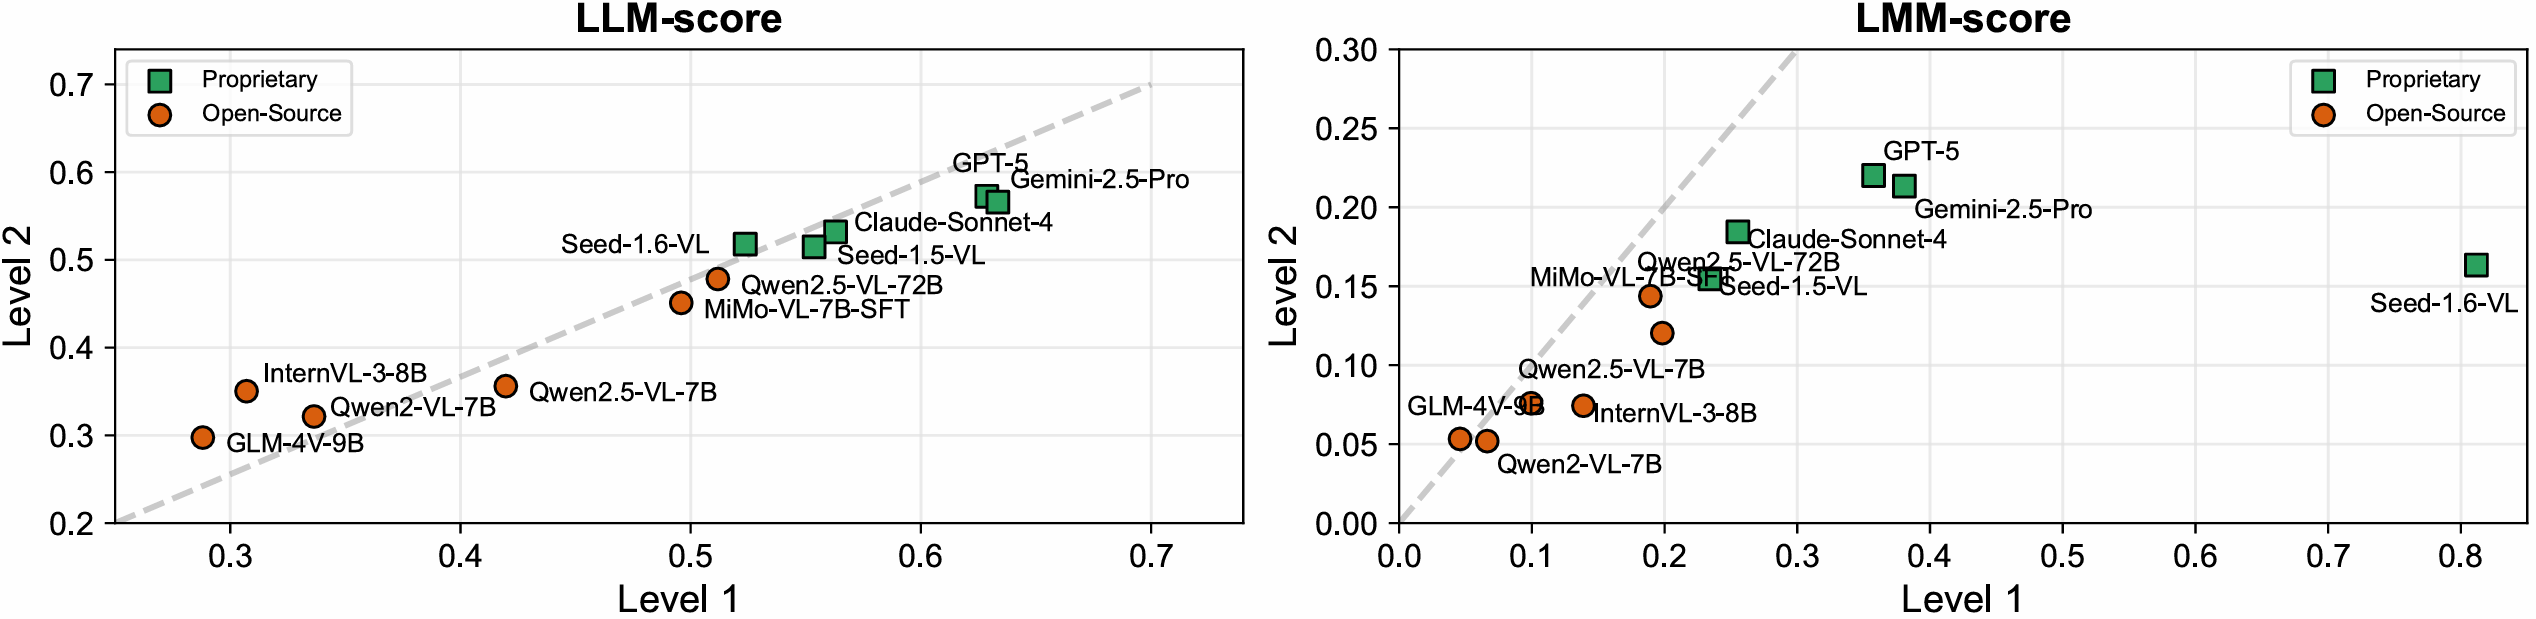 LLM-score
Proprietary
Open-Source
0.7
0.6
0.5
0.4
0.3
0.2
Level 2
GPT-5
Gemini-2.5-Pro
Claude-Sonnet-4
Seed-1.6-VL
Seed-1.5-VL
Qwen2.5-VL-72B
MiMo-VL-7B-SFT
InternVL-3-8B
Qwen2.5-VL-7B
Qwen2-VL-7B
GLM-4V-9B
0.3 0.4 0.5 0.6 0.7
Level 1
LMM-score
Proprietary
Open-Source
0.30
0.25
0.20
0.15
0.10
0.05
0.00
Level 2
GPT-5
Gemini-2.5-Pro
Claude-Sonnet-4
Qwen2.5-VL-72B
MiMo-VL-7B-SFT
Seed-1.5-VL
Seed-1.6-VL
Qwen2.5-VL-7B
GLM-4V-9B
InternVL-3-8B
Qwen2-VL-7B
0.0 0.1 0.2 0.3 0.4 0.5 0.6 0.7 0.8
Level 1